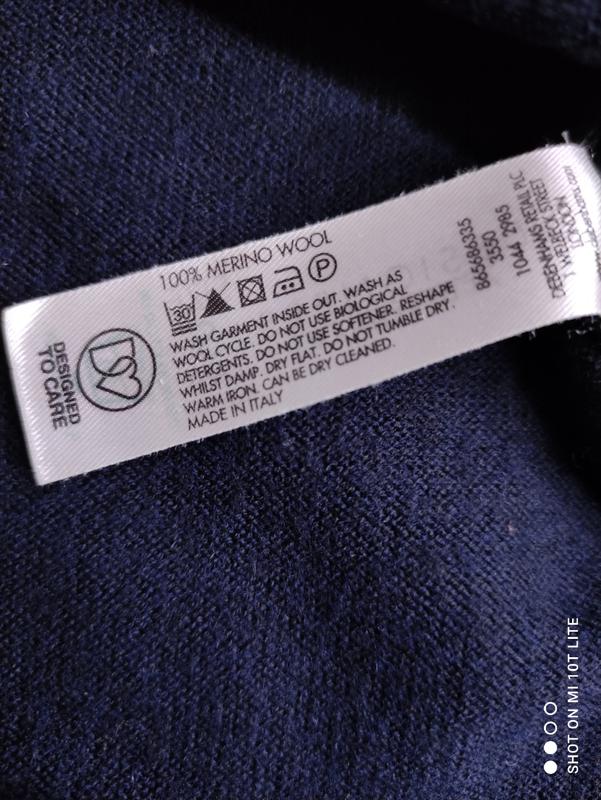 100% MERINO WOOL
30
P
WASH GARMENT INSIDE OUT. WASH AS
WOOL CYCLE. DO NOT USE BIOLOGICAL
DETERGENTS. DO NOT USE SOFTENER. RESHAPE
WHILST DAMP. DRY FLAT. DO NOT TUMBLE DRY.
WARM IRON. CAN BE DRY CLEANED.
MADE IN ITALY
DESIGNED
TO CARE
865686335
3550
1044 2985
DEBENHAMS RETAIL PLC
1 WELBECK STREET
LONDON
SHOT ON MI 10T LITE